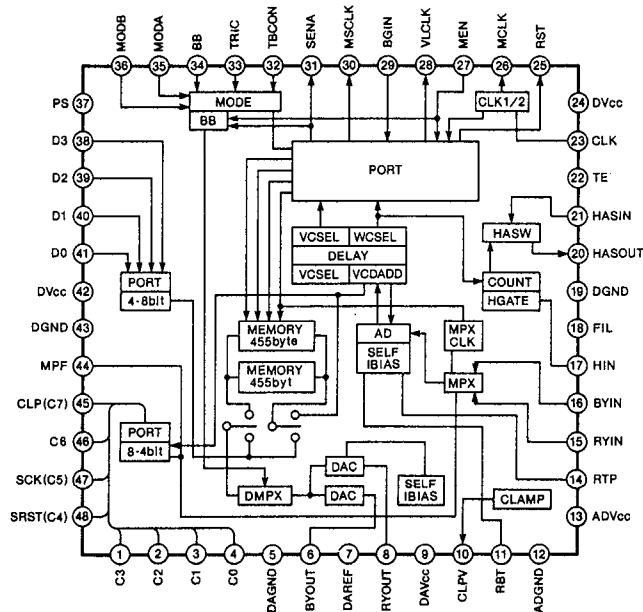 MODB MODA BB TRIC TBCON SENA MSCLK BGIN VLCLK MEN MCLK RST
36 35 34 33 32 31 30 29 28 27 26 25
PS 37
MODE
BB
CLK1/2
24 DVcc
D3 38
23 CLK
D2 39
PORT
22 TE
D1 40
21 HASIN
HASW
D0 41
VCSEL WCSEL
20 HASOUT
DELAY
PORT
4-8bit
VCSEL VCDADD
COUNT
HGATE
DVcc 42
19 DGND
DGND 43
MEMORY
455byte
AD
SELF
IBIAS
MPX
CLK
18 FIL
MPF 44
MEMORY
455byt
17 HIN
MPX
CLP(C7) 45
16 BYIN
PORT
8-4bit
C6 46
15 RYIN
SCK(C5) 47
DAC
SELF
IBIAS
14 RTP
DMPX
DAC
CLAMP
SRST(C4) 48
13 ADVcc
1 2 3 4 5 6 7 8 9 10 11 12
C3 C2 C1 C0 DAGND BYOUT DAREF RYOUT DAVcc CLPV RBT ADGND